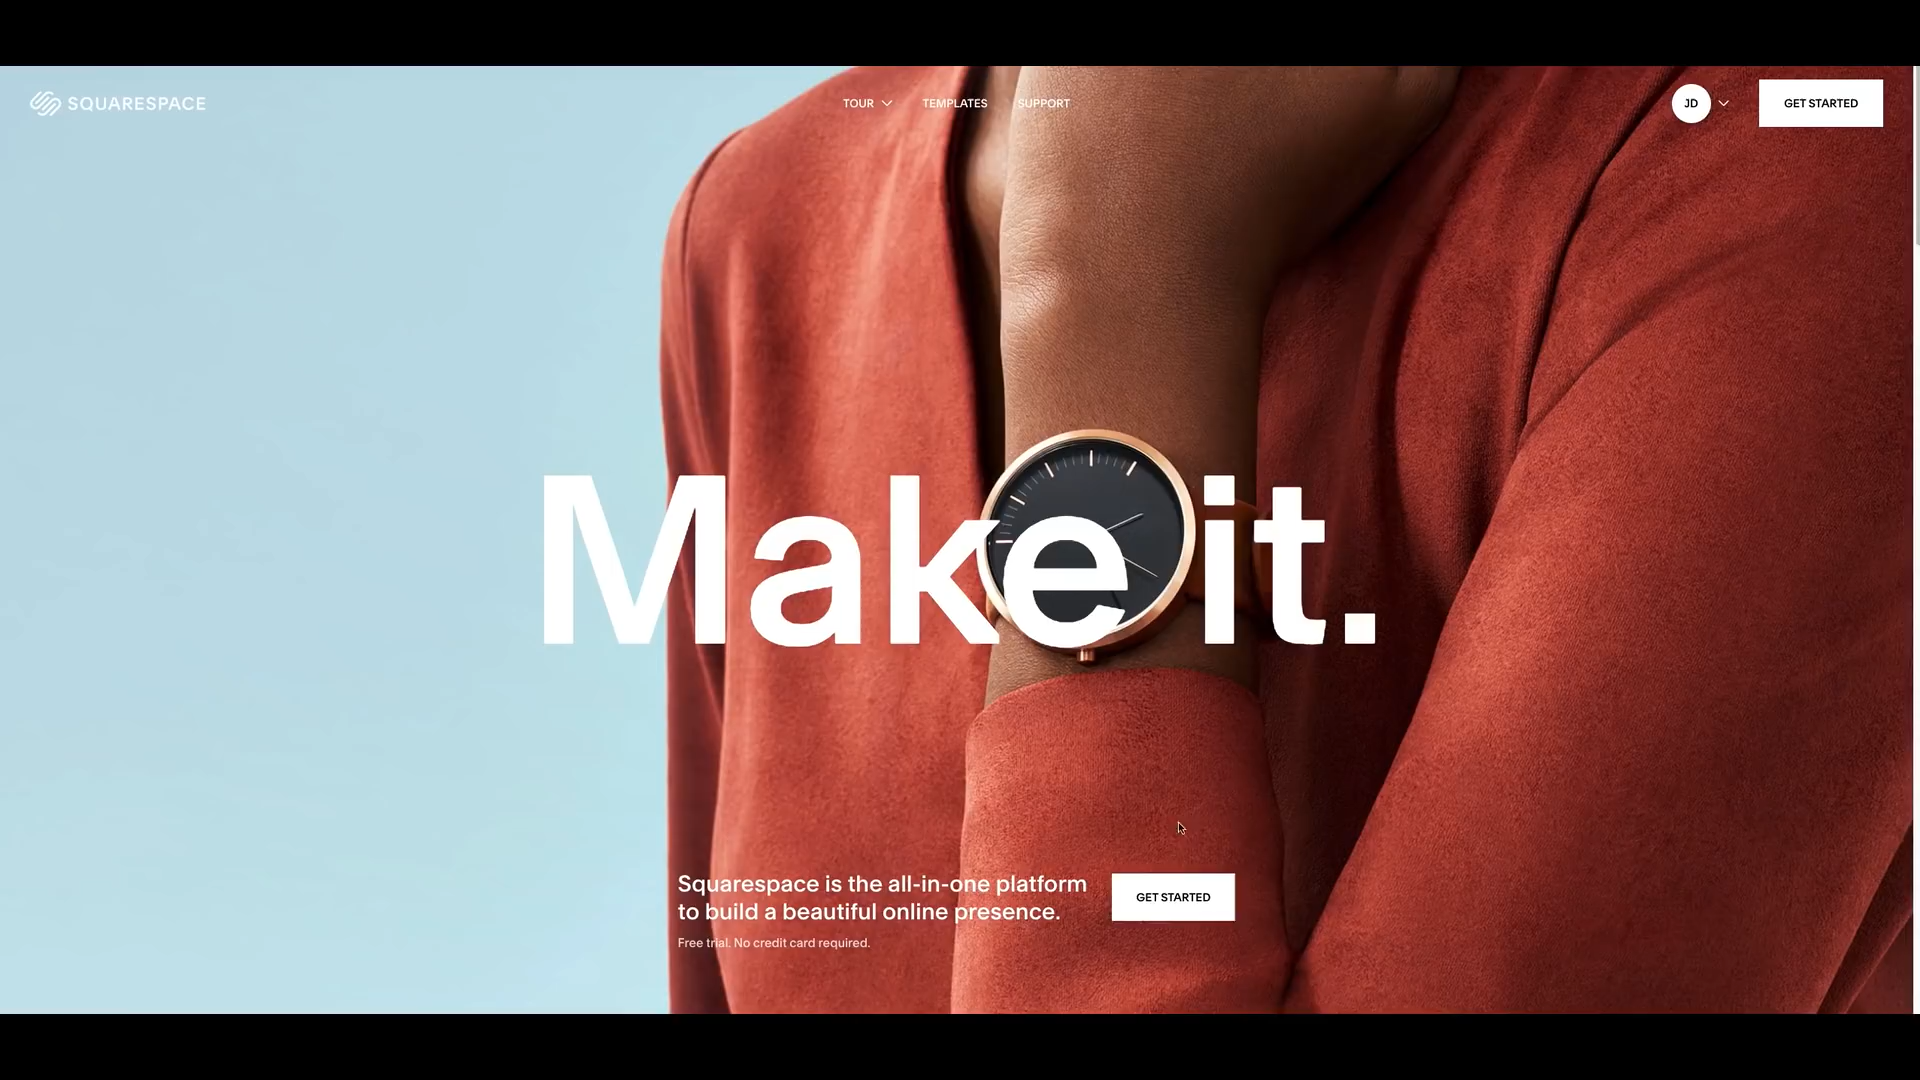 SQUARESPACE
TOUR
TEMPLATES
SUPPORT
JD
GET STARTED
Make it.
Squarespace is the all-in-one platform
to build a beautiful online presence.
GET STARTED
Free trial. No credit card required.